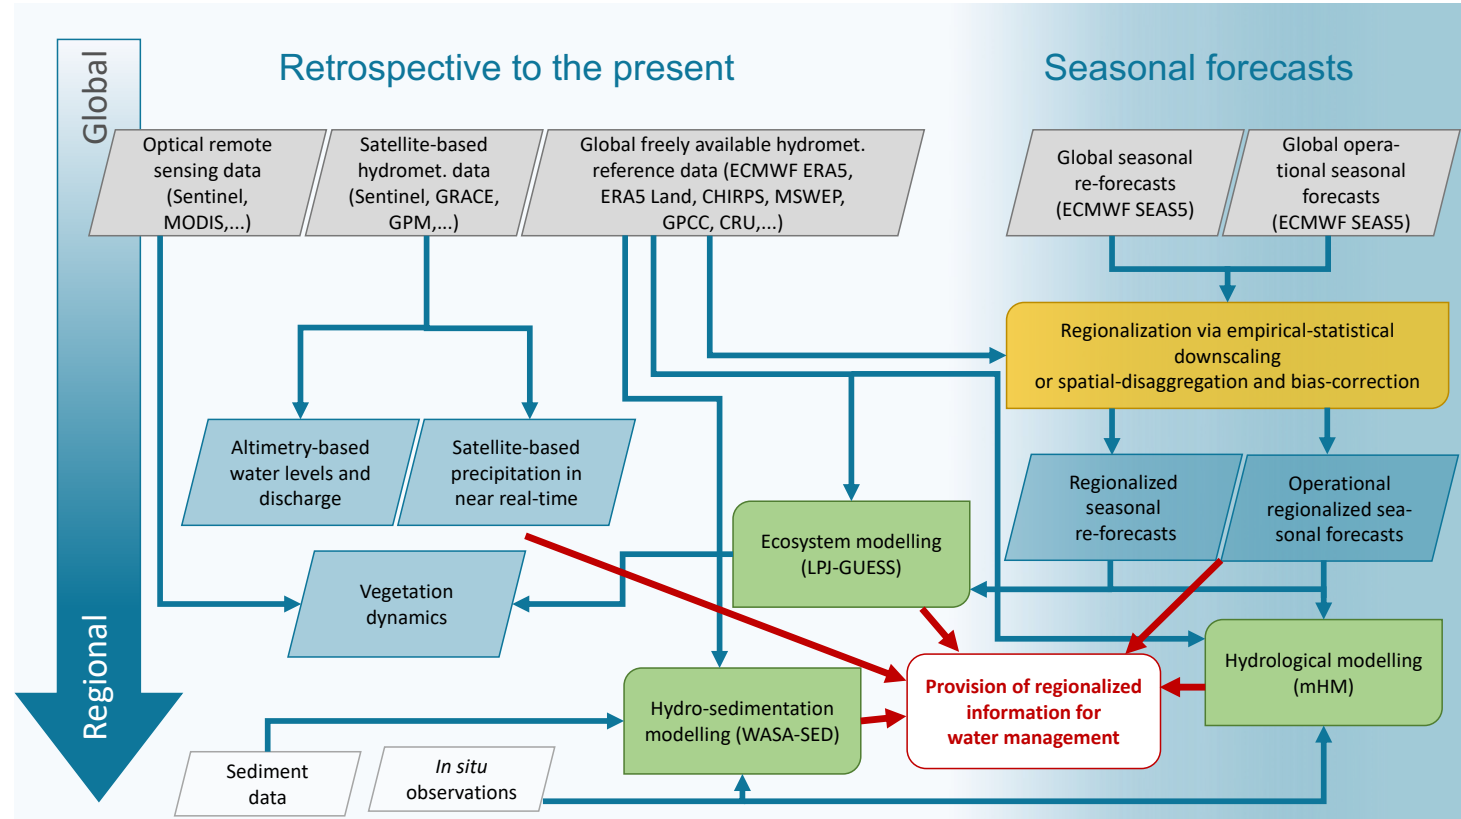 Global
Retrospective to the present
Seasonal forecasts
Optical remote
sensing data
(Sentinel,
MODIS,...)
Satellite-based
hydromet. data
(Sentinel, GRACE,
GPM,...)
Global freely available hydromet.
reference data (ECMWF ERA5,
ERA5 Land, CHIRPS, MSWEP,
GPCC, CRU,...)
Global seasonal
re-forecasts
(ECMWF SEAS5)
Global opera-
tional seasonal
forecasts
(ECMWF SEAS5)
Regionalization via empirical-statistical
downscaling
or spatial-disaggregation and bias-correction
Altimetry-based
water levels and
discharge
Satellite-based
precipitation in
near real-time
Regionalized
seasonal
re-forecasts
Operational
regionalized sea-
sonal forecasts
Ecosystem modelling
(LPJ-GUESS)
Vegetation
dynamics
Regional
Hydro-sedimentation
modelling (WASA-SED)
Provision of regionalized
information for
water management
Hydrological modelling
(mHM)
Sediment
data
In situ
observations